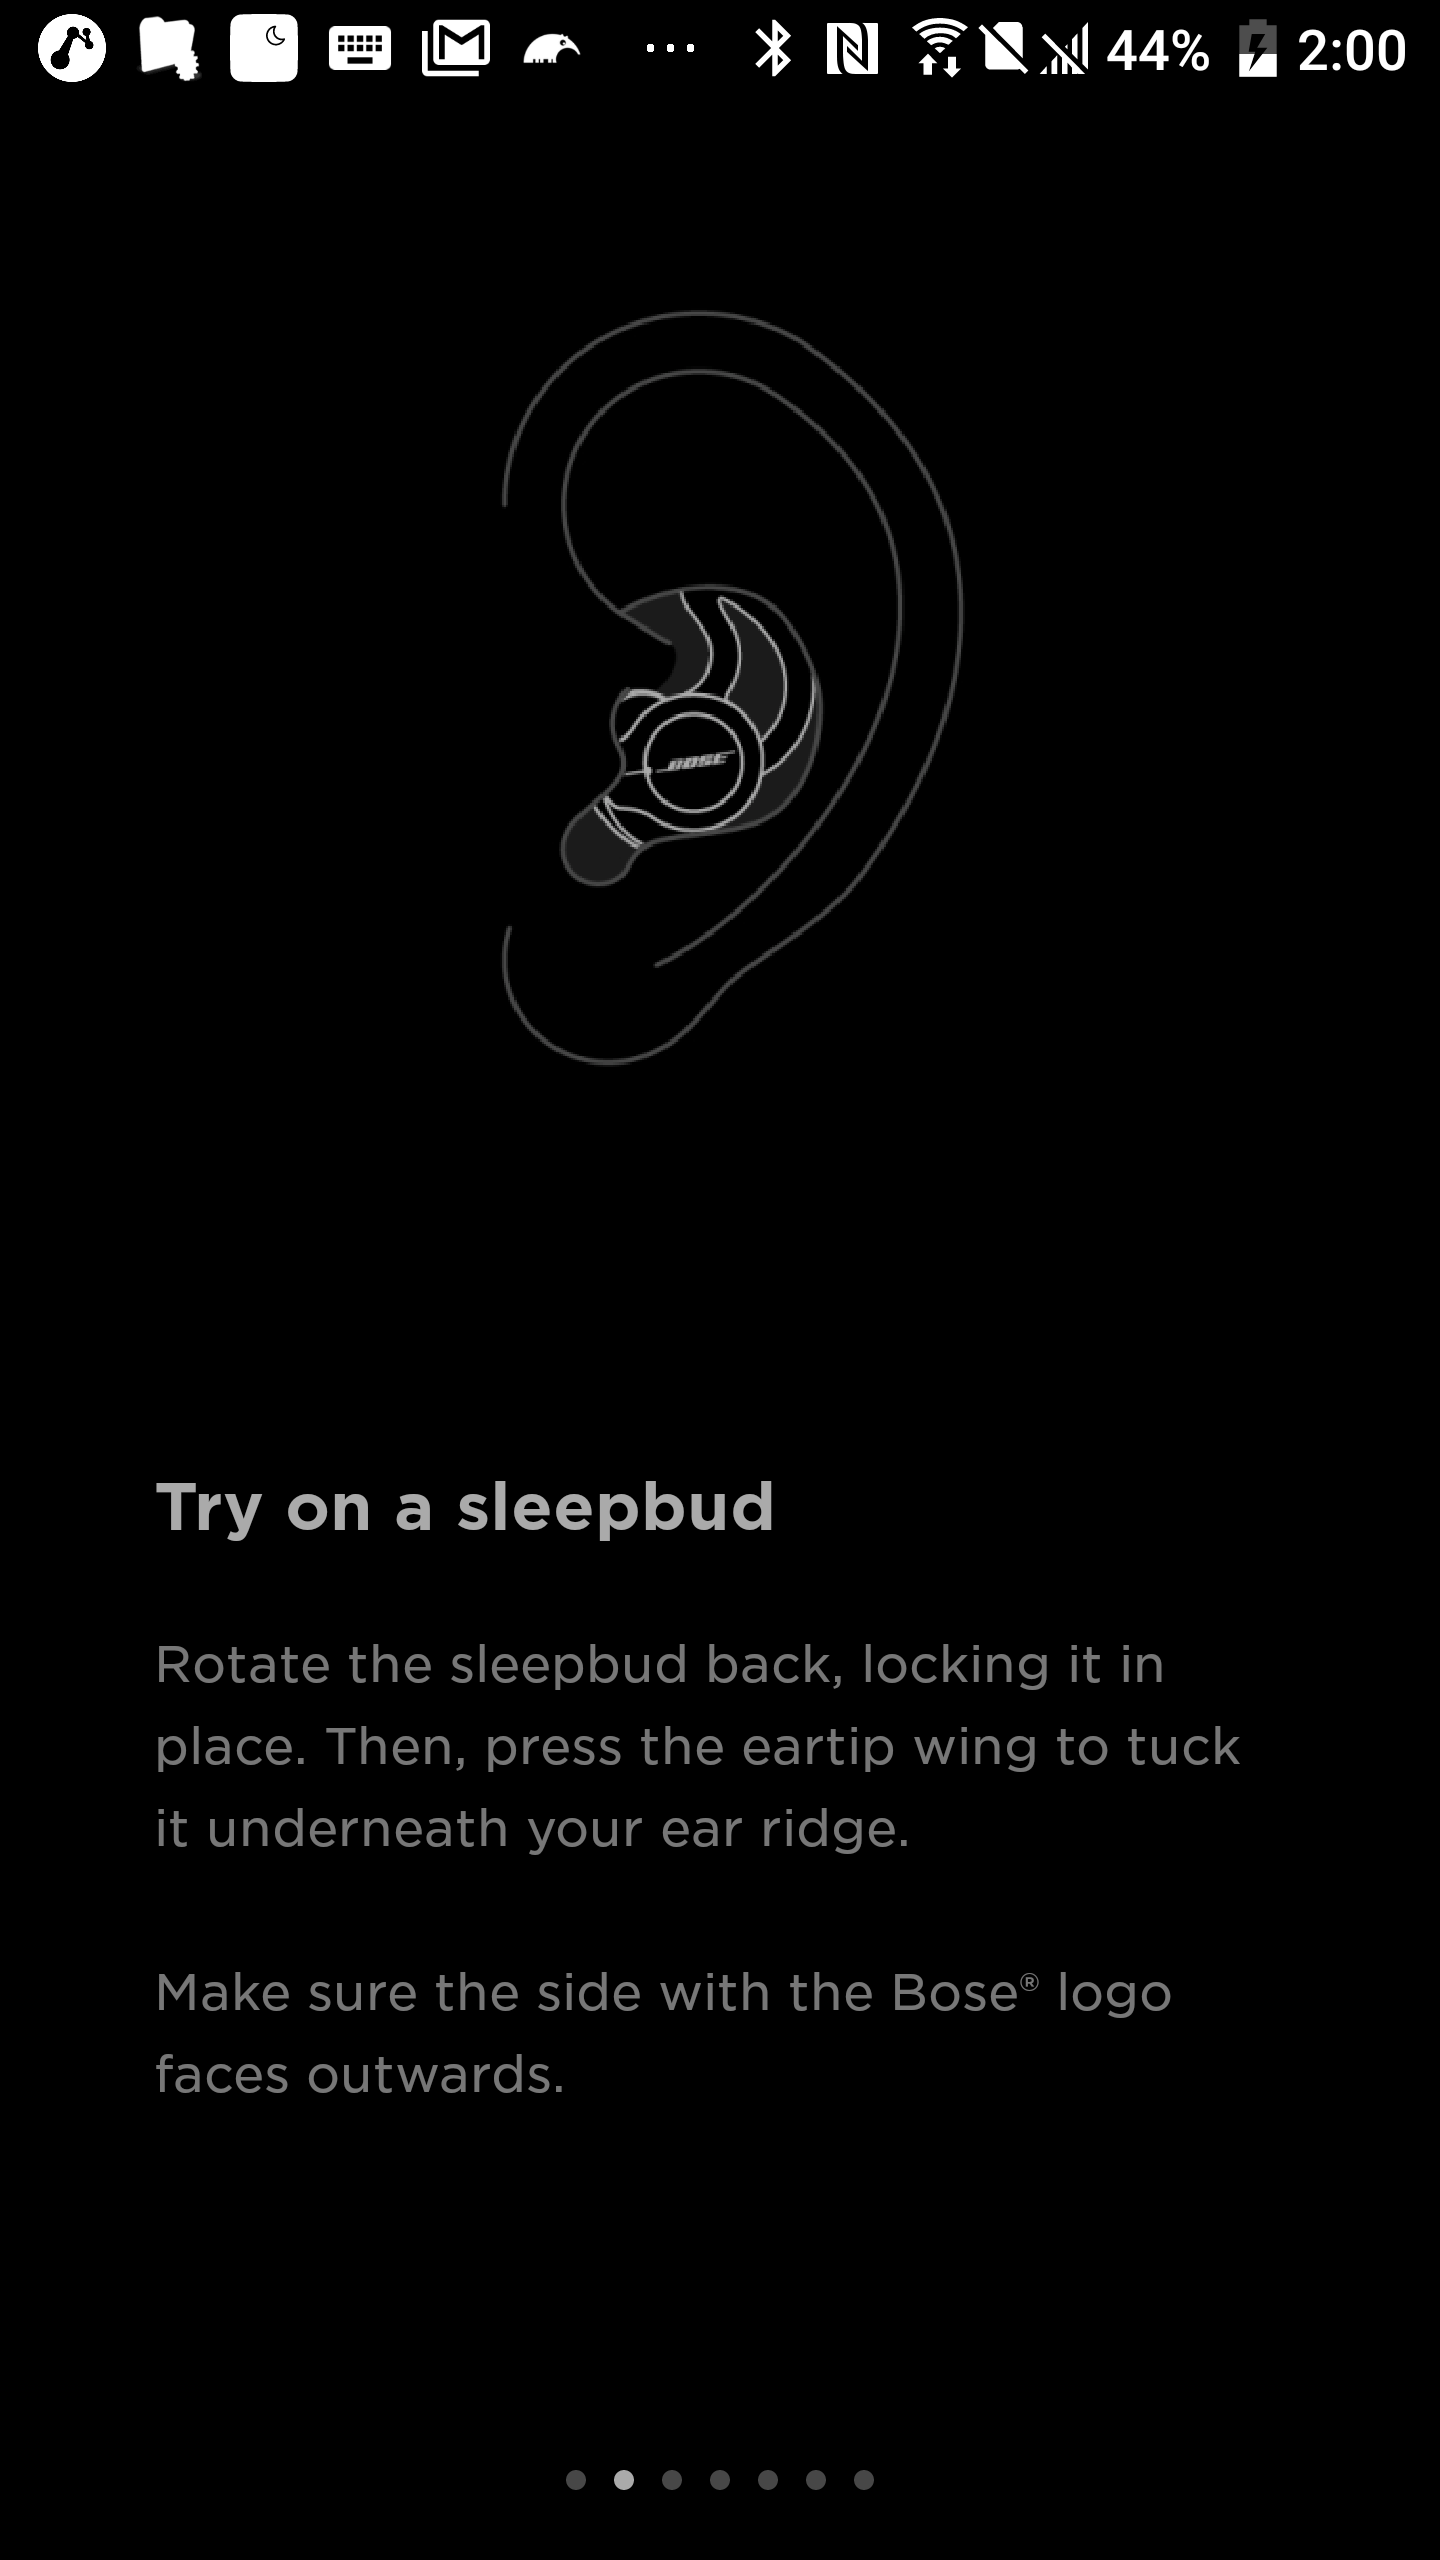 44% 2:00
BOSE
Try on a sleepbud
Rotate the sleepbud back, locking it in
place. Then, press the eartip wing to tuck
it underneath your ear ridge.
Make sure the side with the Bose® logo
faces outwards.